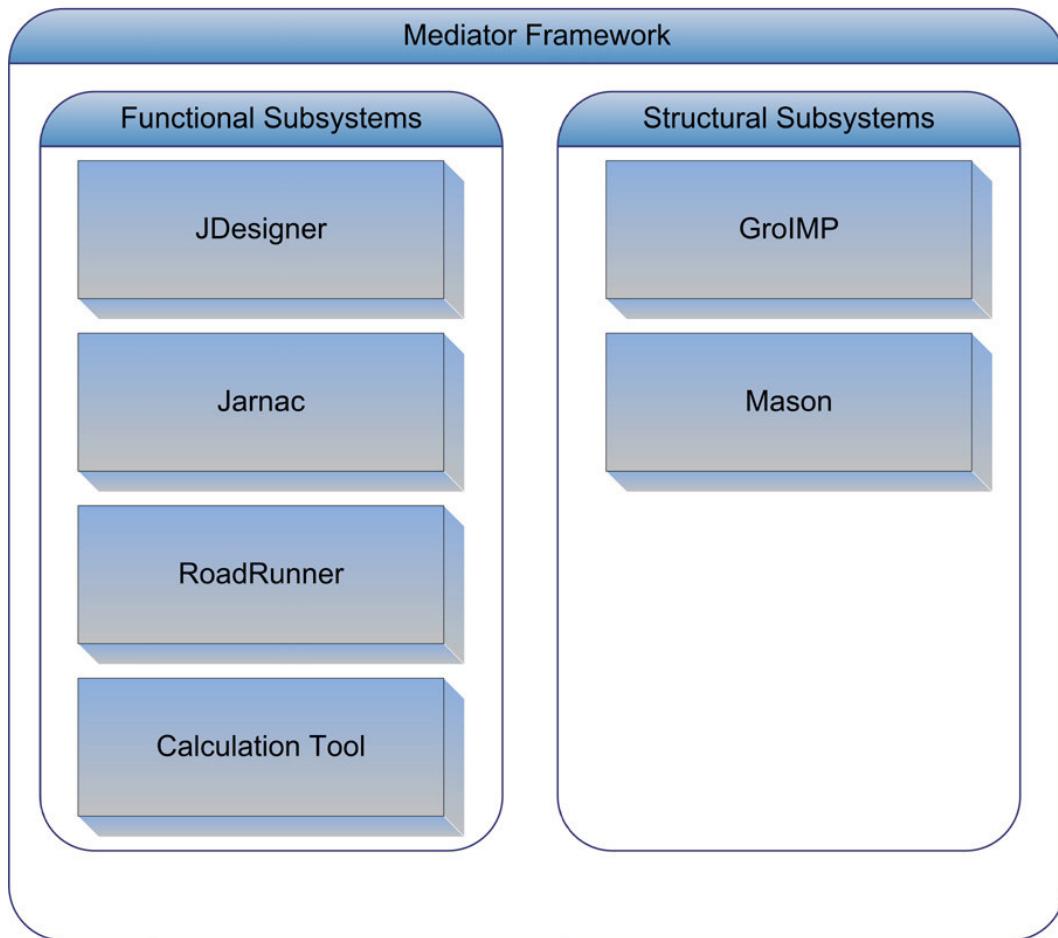 Mediator Framework
Functional Subsystems
JDesigner
Jarnac
RoadRunner
Calculation Tool
Structural Subsystems
GroIMP
Mason